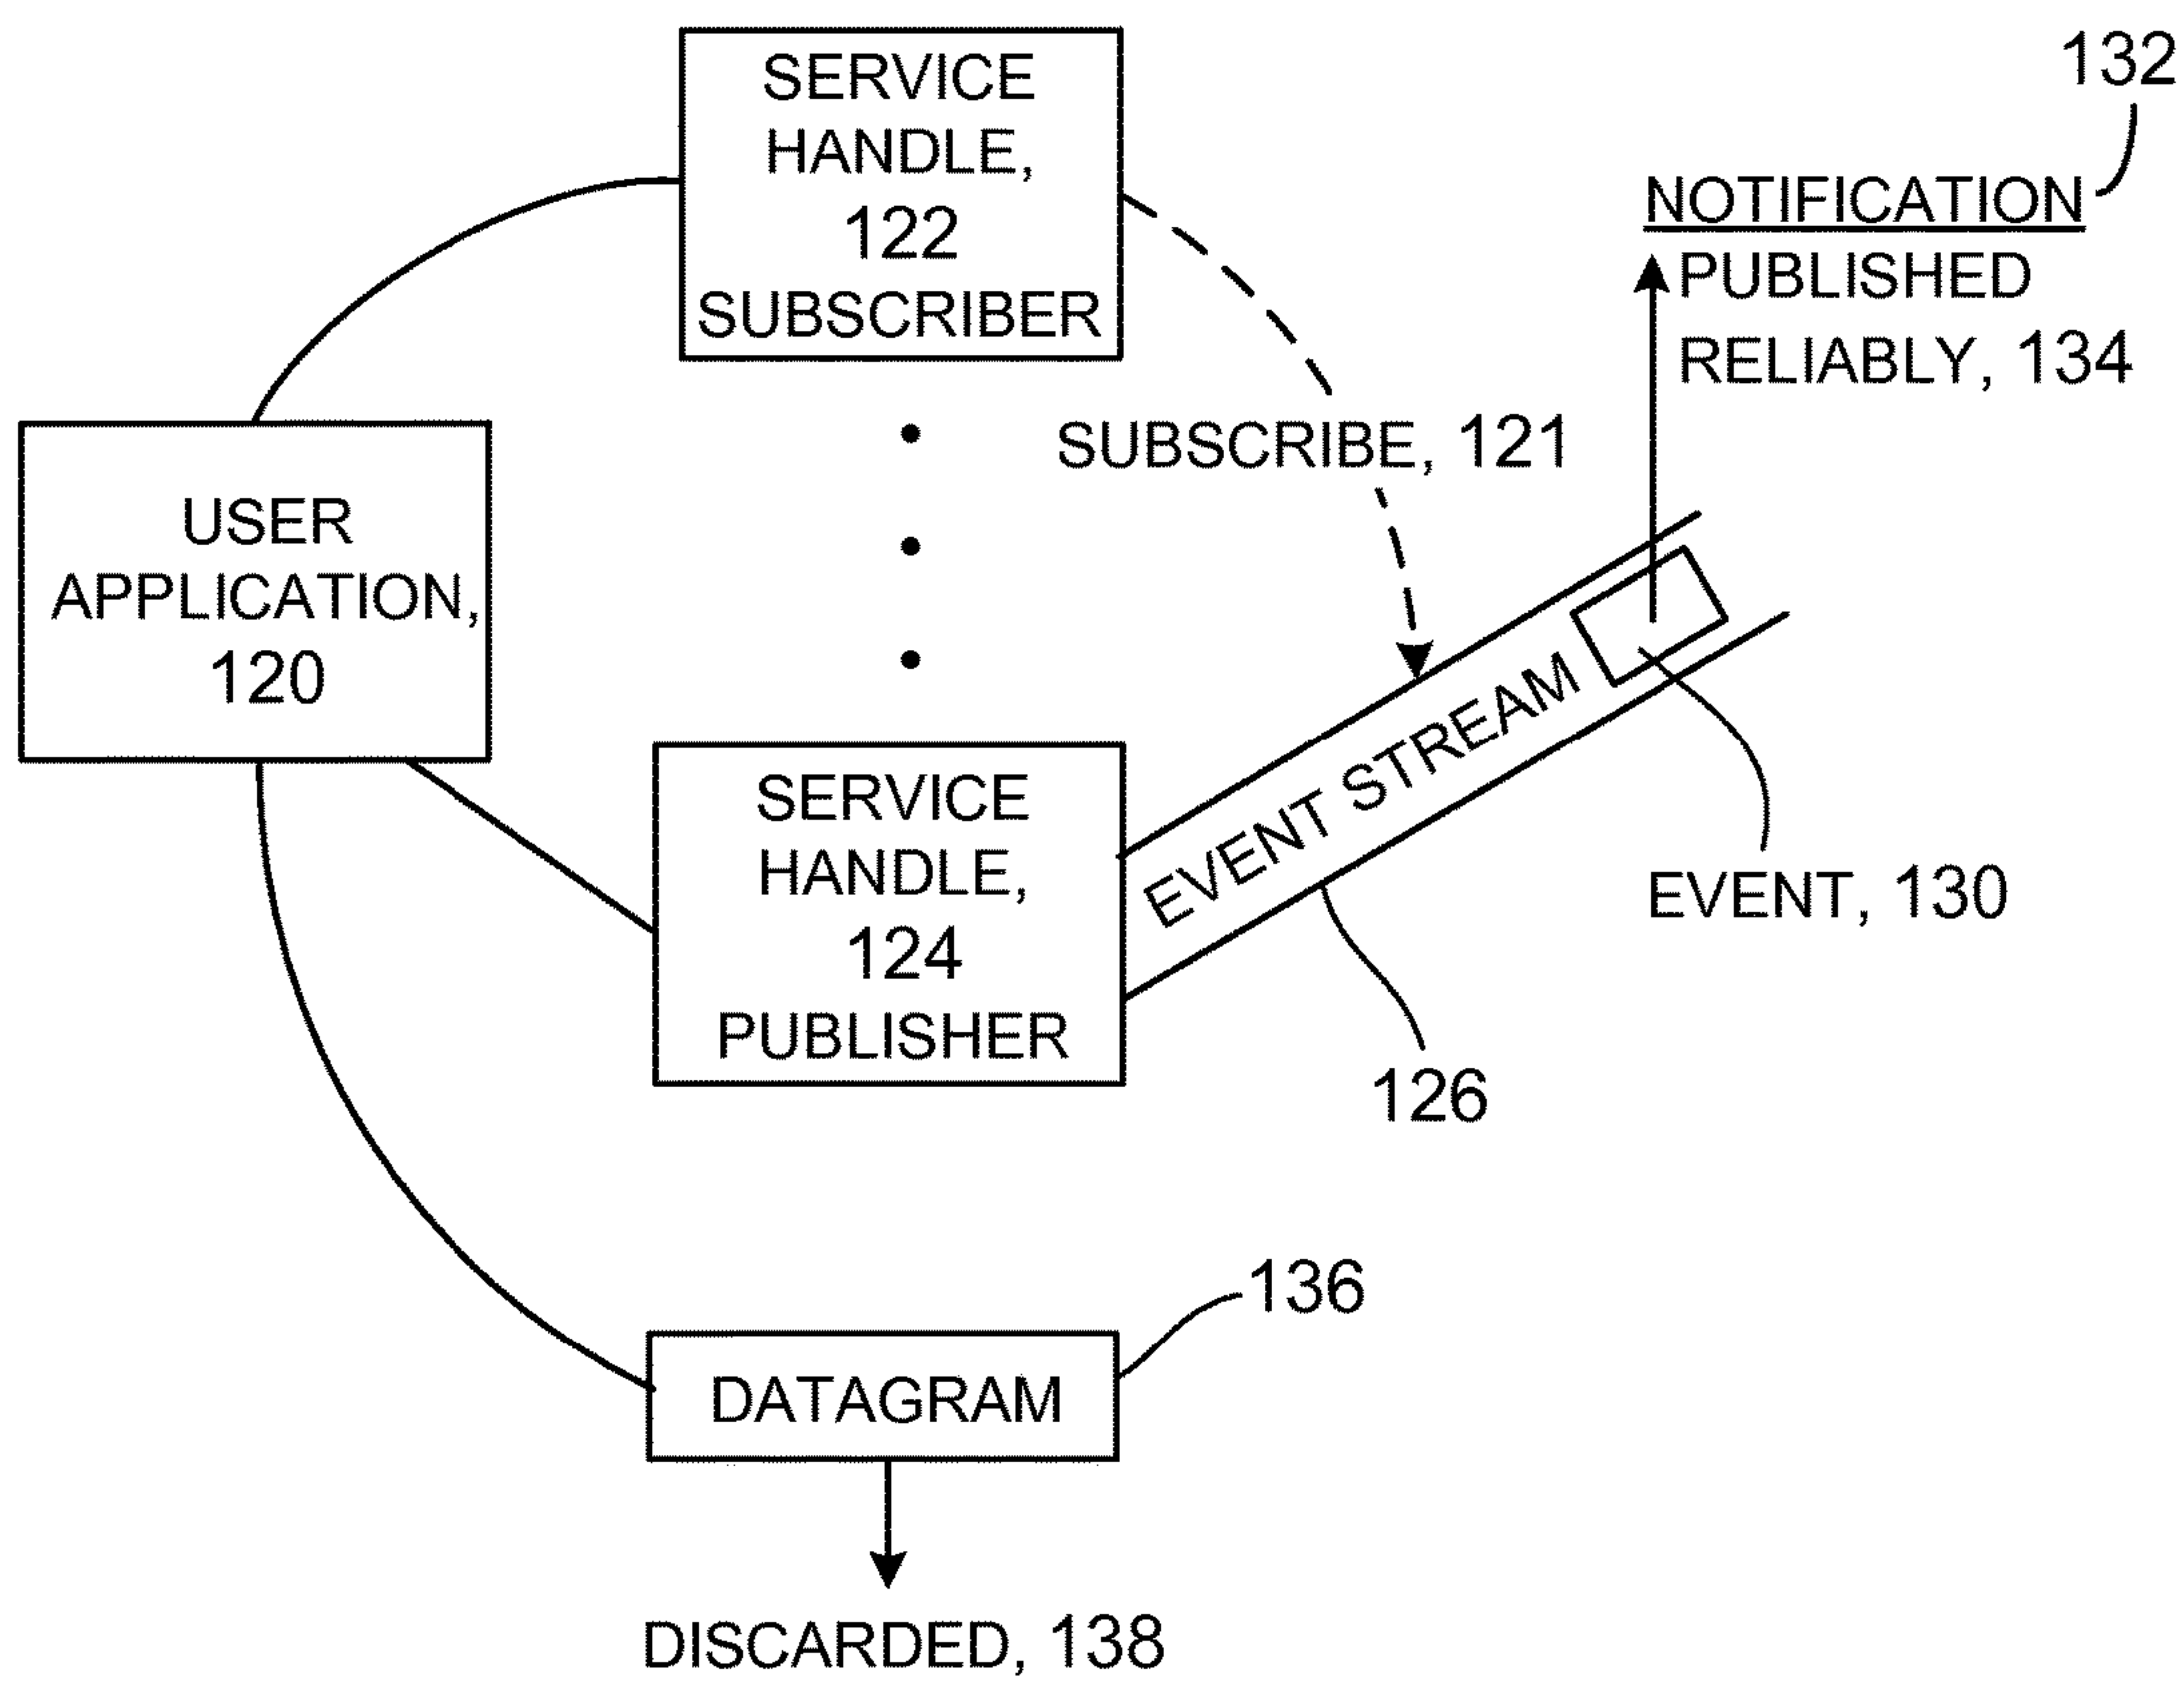 SERVICE
HANDLE,
122
SUBSCRIBER
132
NOTIFICATION
PUBLISHED
RELIABLY, 134
SUBSCRIBE, 121
USER
APPLICATION,
120
EVENT STREAM
SERVICE
HANDLE,
124
PUBLISHER
EVENT, 130
126
136
DATAGRAM
DISCARDED, 138